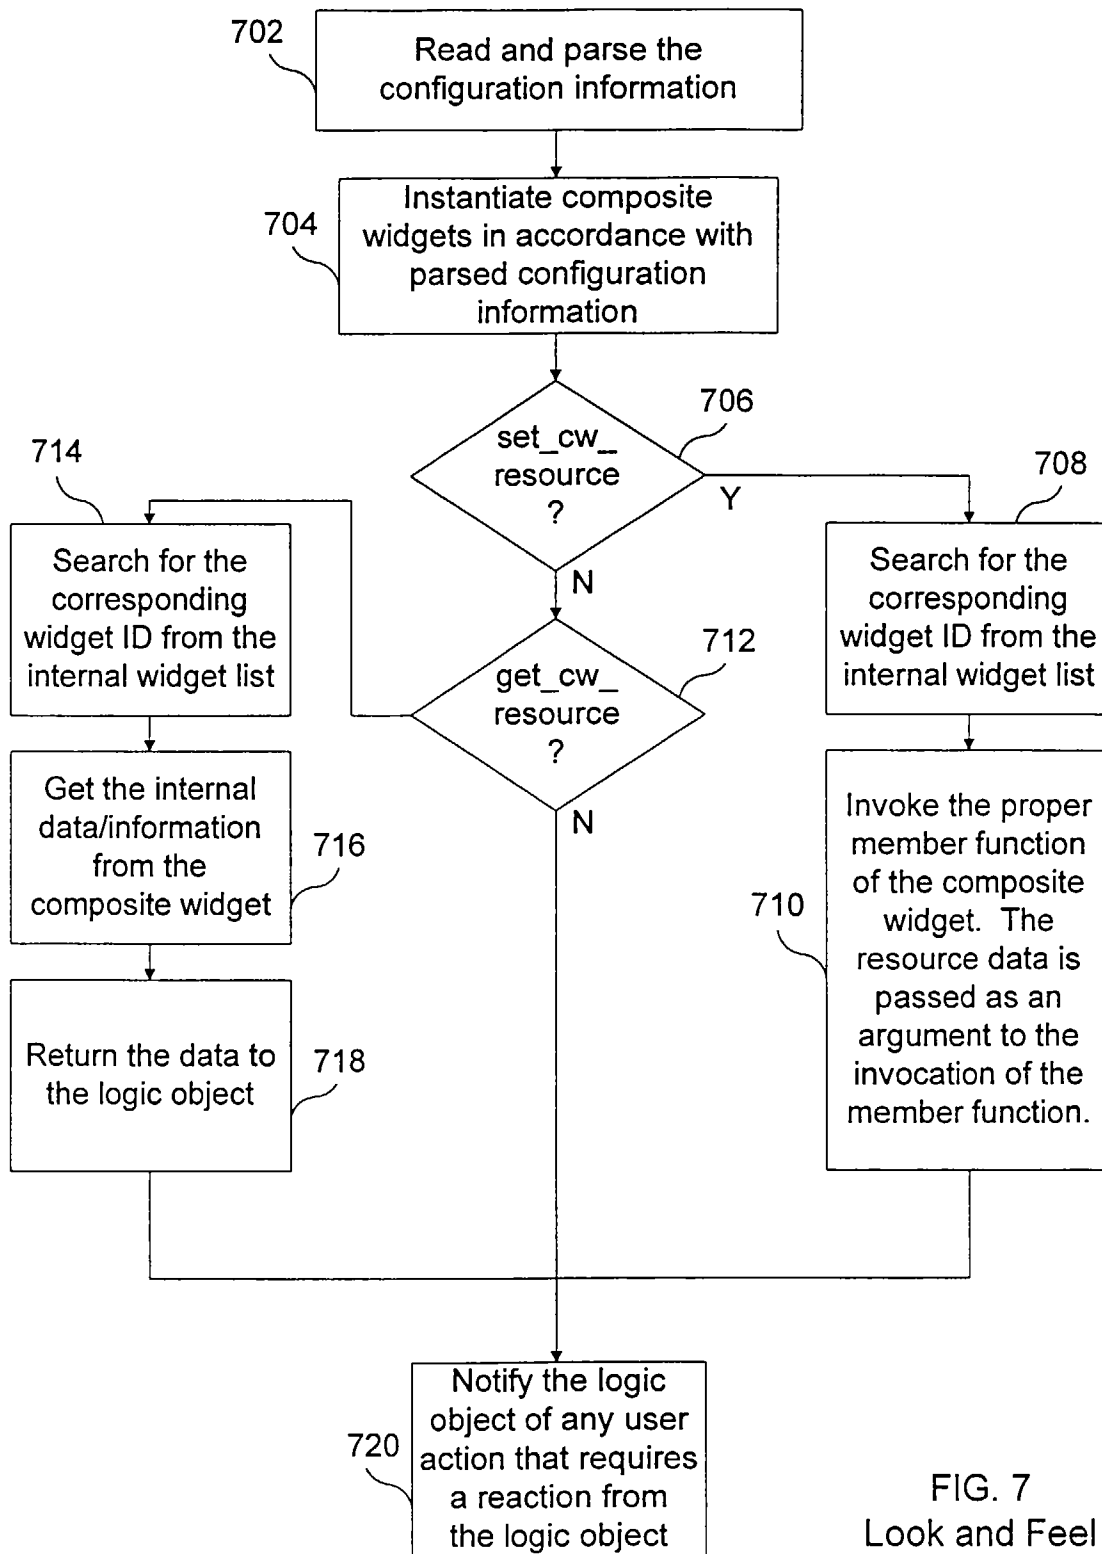 702
Read and parse the
configuration information
704
Instantiate composite
widgets in accordance with
parsed configuration
information
706
set_cw_
resource
?
Y
N
714
Search for the
corresponding
widget ID from the
internal widget list
708
Search for the
corresponding
widget ID from the
internal widget list
712
get_cw_
resource
?
N
Get the internal
data/information
from the
composite widget
716
710
Invoke the proper
member function
of the composite
widget. The
resource data is
passed as an
argument to the
invocation of the
member function.
Return the data to
the logic object
718
720
Notify the logic
object of any user
action that requires
a reaction from
the logic object
FIG. 7
Look and Feel